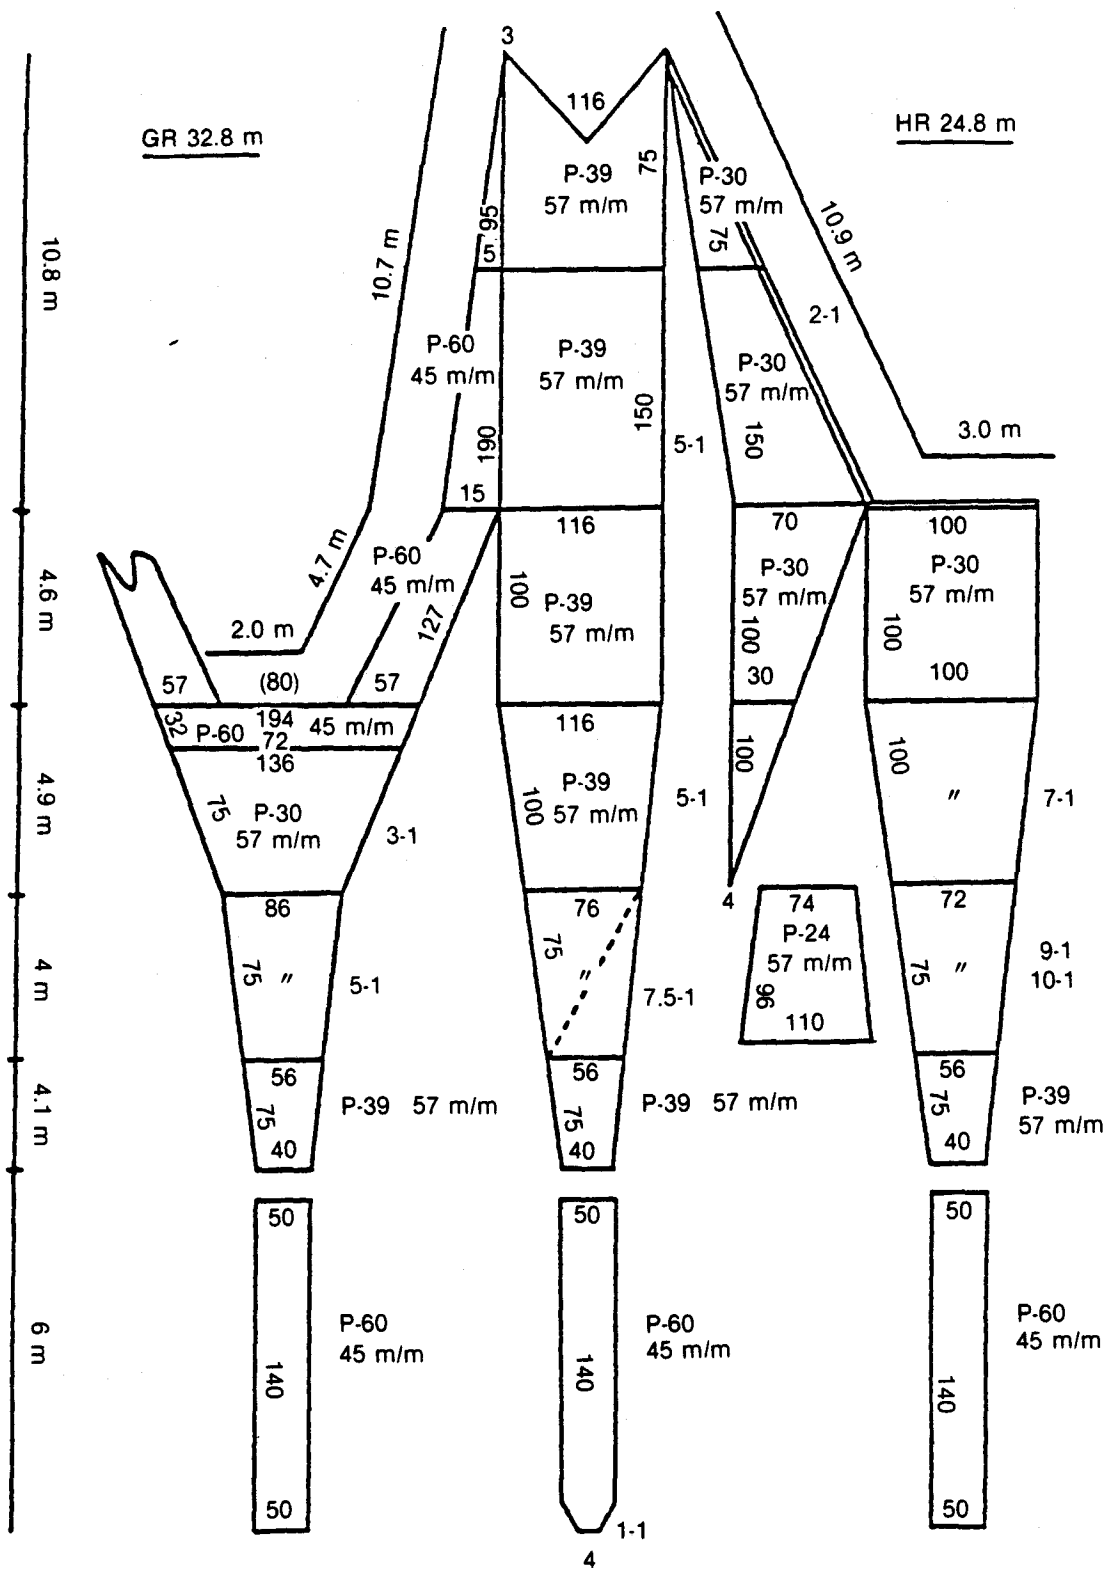 3
GR 32.8 m
116
HR 24.8 m
P-39
57 m/m
75
P-30
57 m/m
75
95
5
10.7 m
10.9 m
10.8 m
2-1
P-60
45 m/m
P-39
57 m/m
P-30
57 m/m
190
150
5-1
150
3.0 m
15
116
70
100
4.7 m
P-60
45 m/m
127
100
P-39
57 m/m
P-30
57 m/m
100
30
P-30
57 m/m
100
100
4.6 m
2.0 m
57
(80)
57
32
P-60
194
45 m/m
72
136
116
100
100
4.9 m
75
P-30
57 m/m
3-1
100
P-39
57 m/m
5-1
〃
7-1
4
86
76
74
72
4 m
75
〃
5-1
75
〃
7.5-1
P-24
57 m/m
96
110
75
〃
9-1
10-1
4.1 m
56
75
40
P-39 57 m/m
56
75
40
P-39 57 m/m
56
75
40
P-39
57 m/m
50
50
50
6 m
140
P-60
45 m/m
140
P-60
45 m/m
140
P-60
45 m/m
50
50
1-1
4